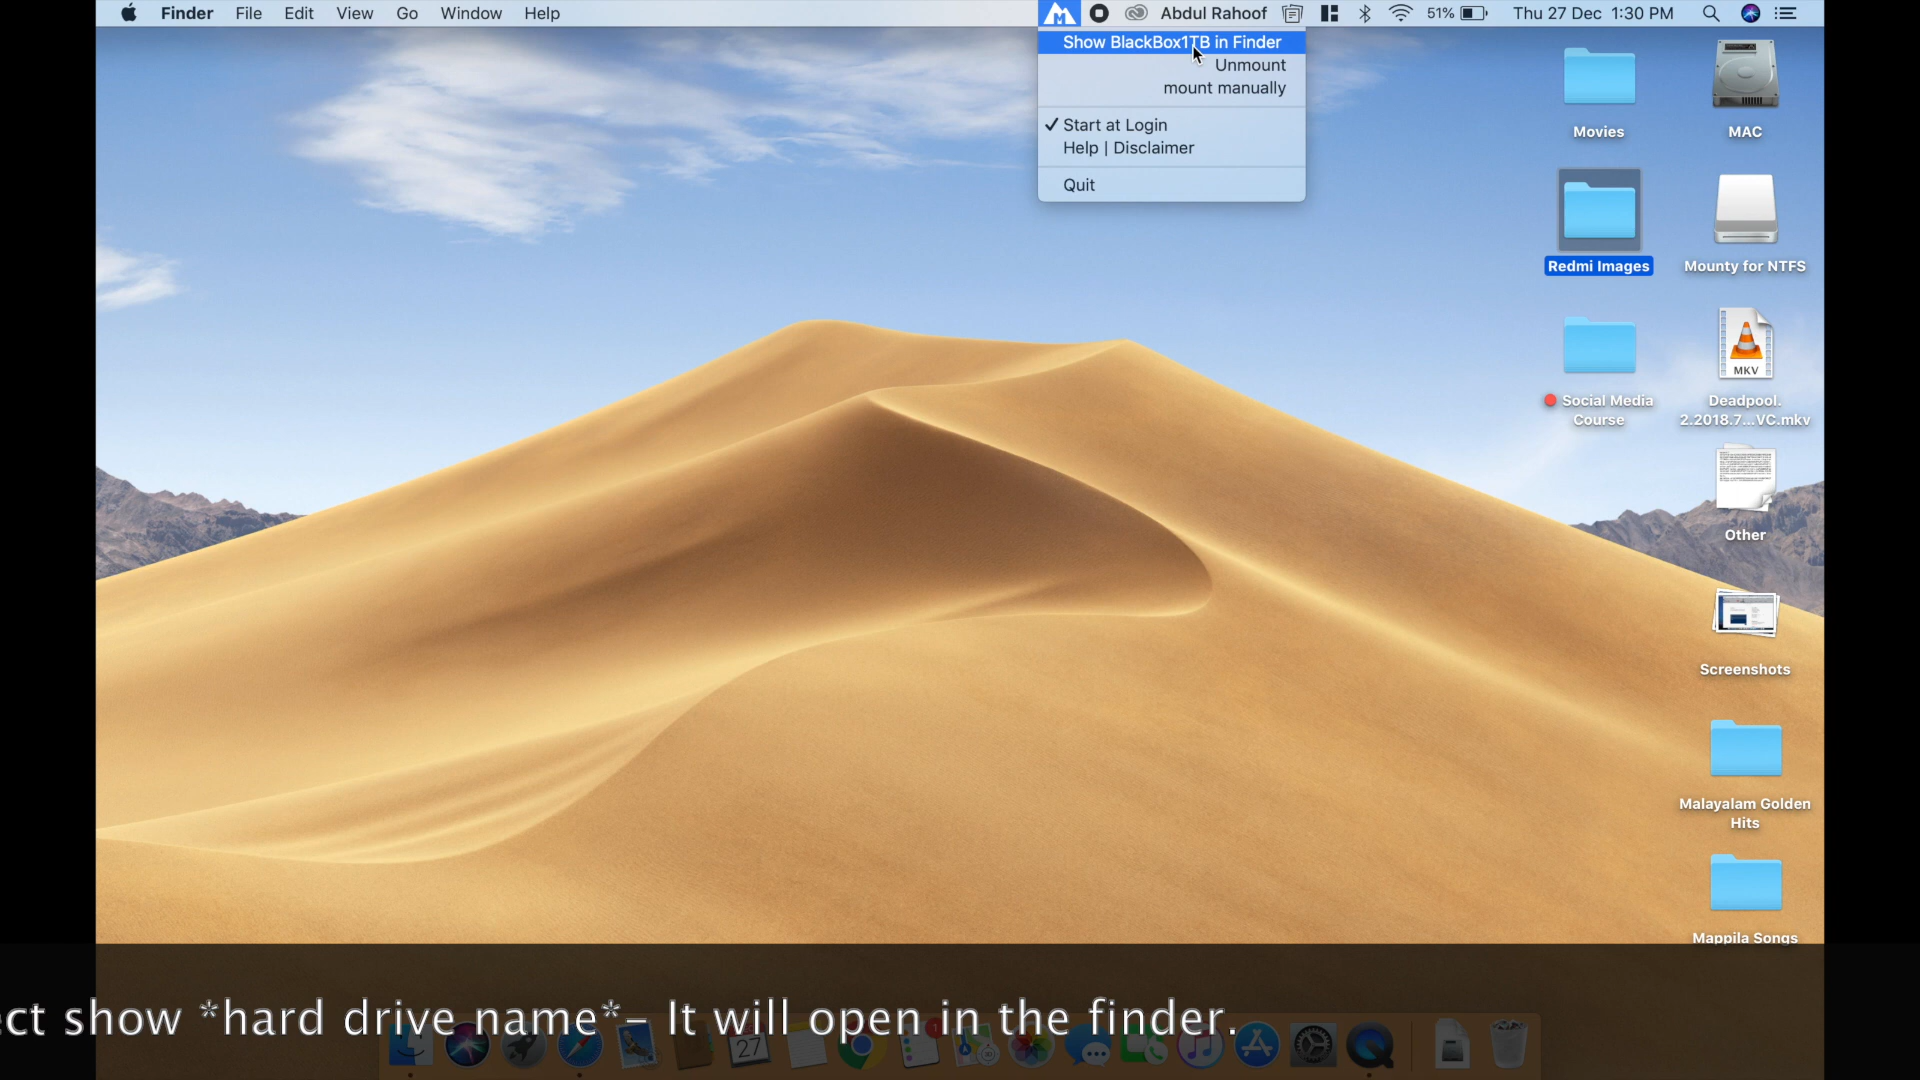 Finder File Edit View Go Window Help Abdul Rahoof 51% Thu 27 Dec 1:30 PM
Show BlackBox1TB in Finder
Unmount
mount manually
✓ Start at Login
Help | Disclaimer
Quit
Movies
MAC
Redmi Images
Mounty for NTFS
Social Media
Course
MKV
Deadpool.
2.2018.7...VC.mkv
Other
Screenshots
Malayalam Golden
Hits
Mappila Songs
ct show *hard drive name*- It will open in the finder.
27
1